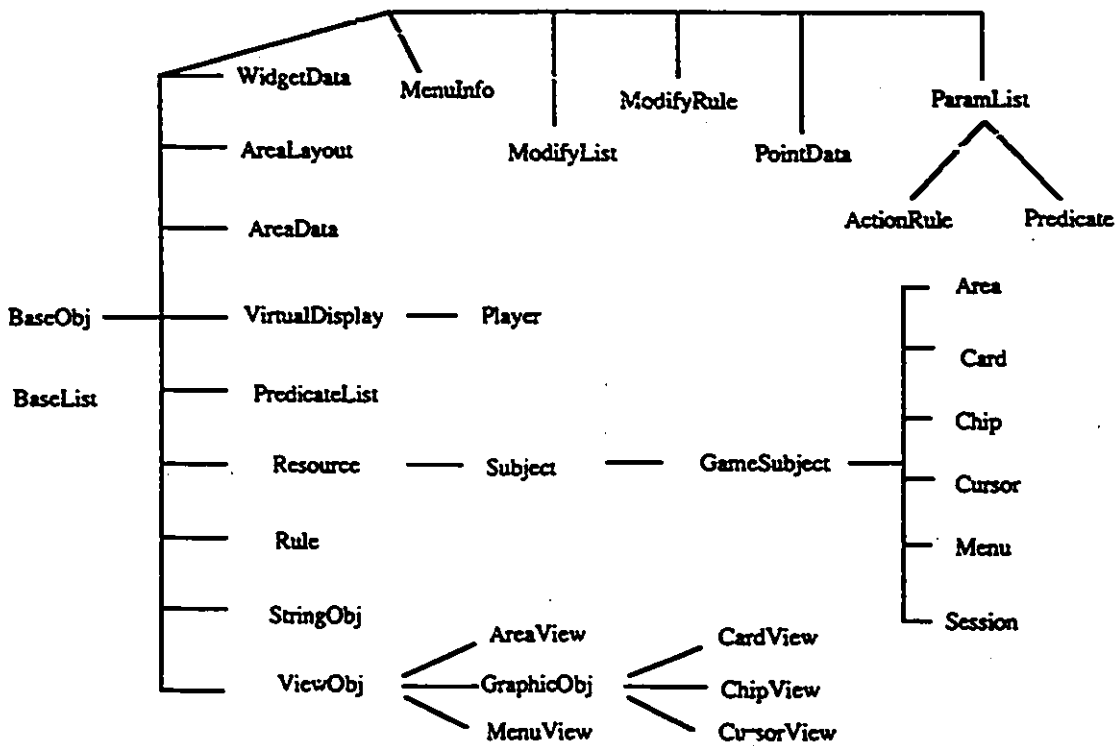 WidgetData
MenuInfo
ModifyRule
ParamList
AreaLayout
ModifyList
PointData
AreaData
ActionRule
Predicate
BaseObj
VirtualDisplay
Player
Area
Card
BaseList
PredicateList
Chip
Resource
Subject
GameSubject
Cursor
Rule
Menu
StringObj
Session
AreaView
CardView
ViewObj
GraphicObj
ChipView
MenuView
CursorView